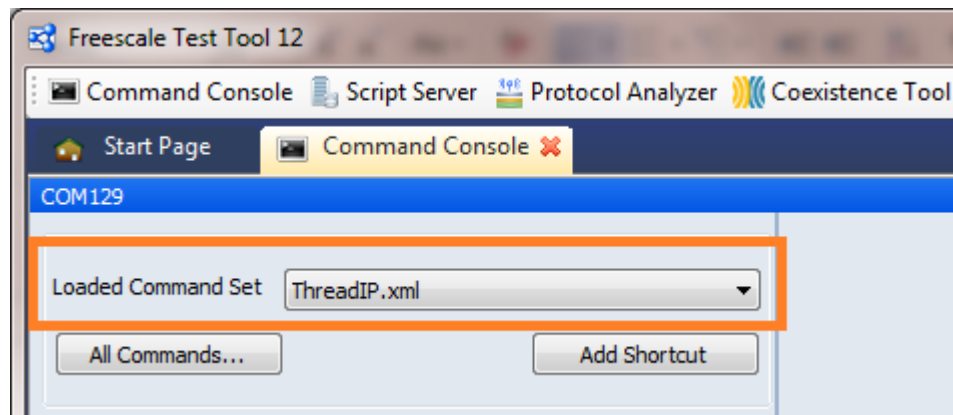 Freescale Test Tool 12
Command Console Script Server Protocol Analyzer Coexistence Tool
Start Page Command Console
COM129
Loaded Command Set ThreadIP.xml
All Commands... Add Shortcut